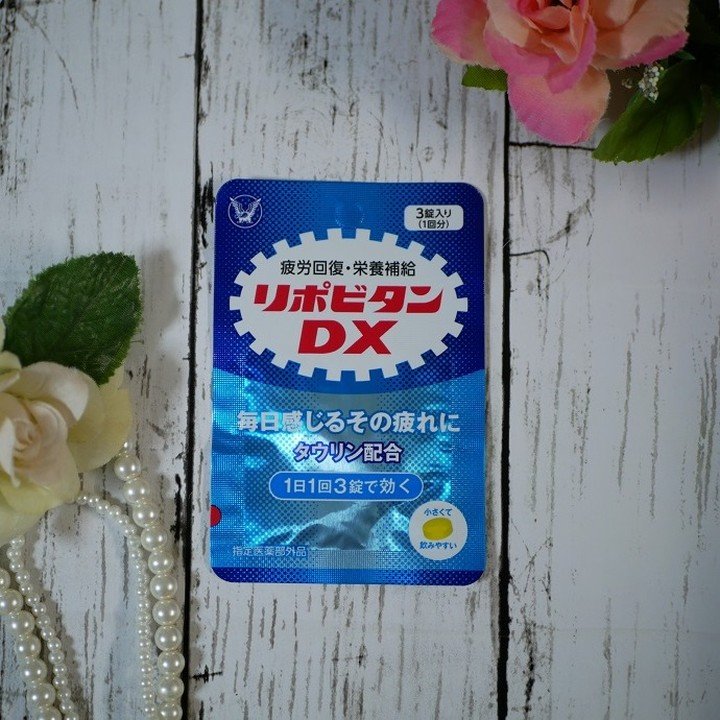 3錠入り
(1回分)
疲労回復・栄養補給
リポビタン
DX
毎日感じるその疲れに
タウリン配合
1日1回3錠で効く
小さくて
飲みやすい
指定医薬部外品